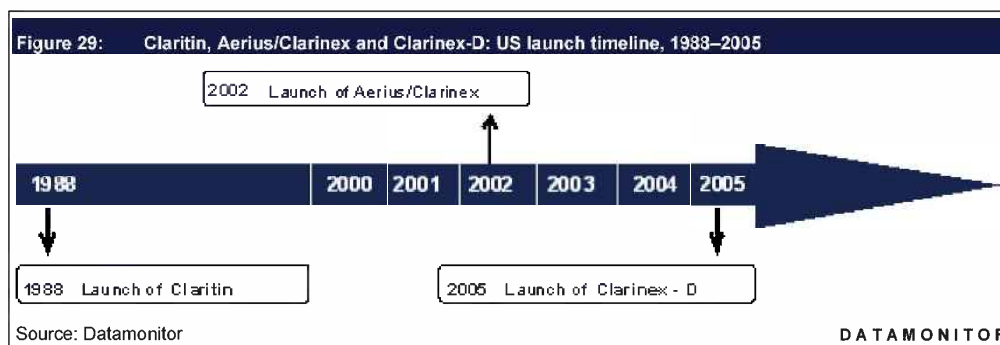 Figure 29: Claritin, Aerius/Clarinex and Clarinex-D: US launch timeline, 1988–2005
2002 Launch of Aerius/Clarinex
1988 2000 2001 2002 2003 2004 2005
1988 Launch of Claritin
2005 Launch of Clarinex - D
Source: Datamonitor
DATAMONITOR